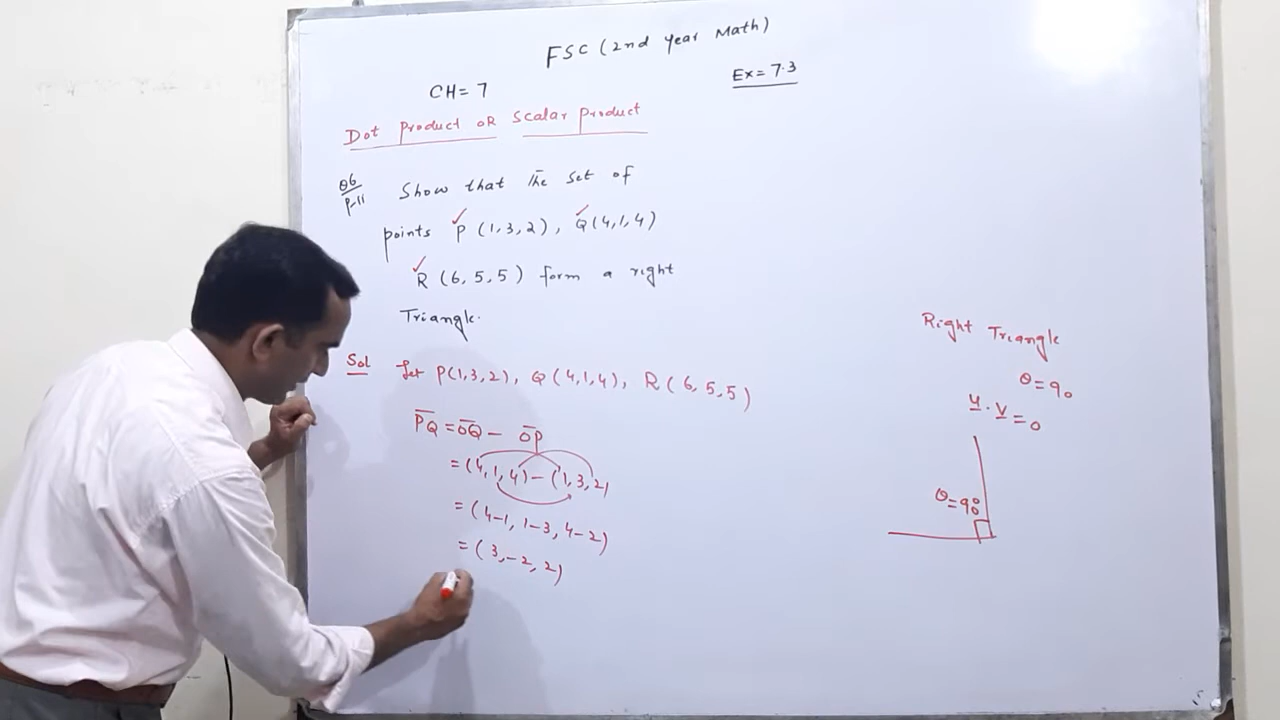 FSC (2nd Year Math)
CH = 7
Ex = 7.3
Dot Product OR Scalar Product
Q6
P-11
Show that the set of
points P (1, 3, 2), Q (4, 1, 4)
R (6, 5, 5) form a right
Triangle.
Sol Let P(1,3,2), Q (4,1,4), R (6, 5, 5)
PQ = OQ - OP
= (4, 1, 4) - (1, 3, 2)
= (4-1, 1-3, 4-2)
= (3, -2, 2)
Right Triangle
θ = 90
u . v = 0
θ = 90°